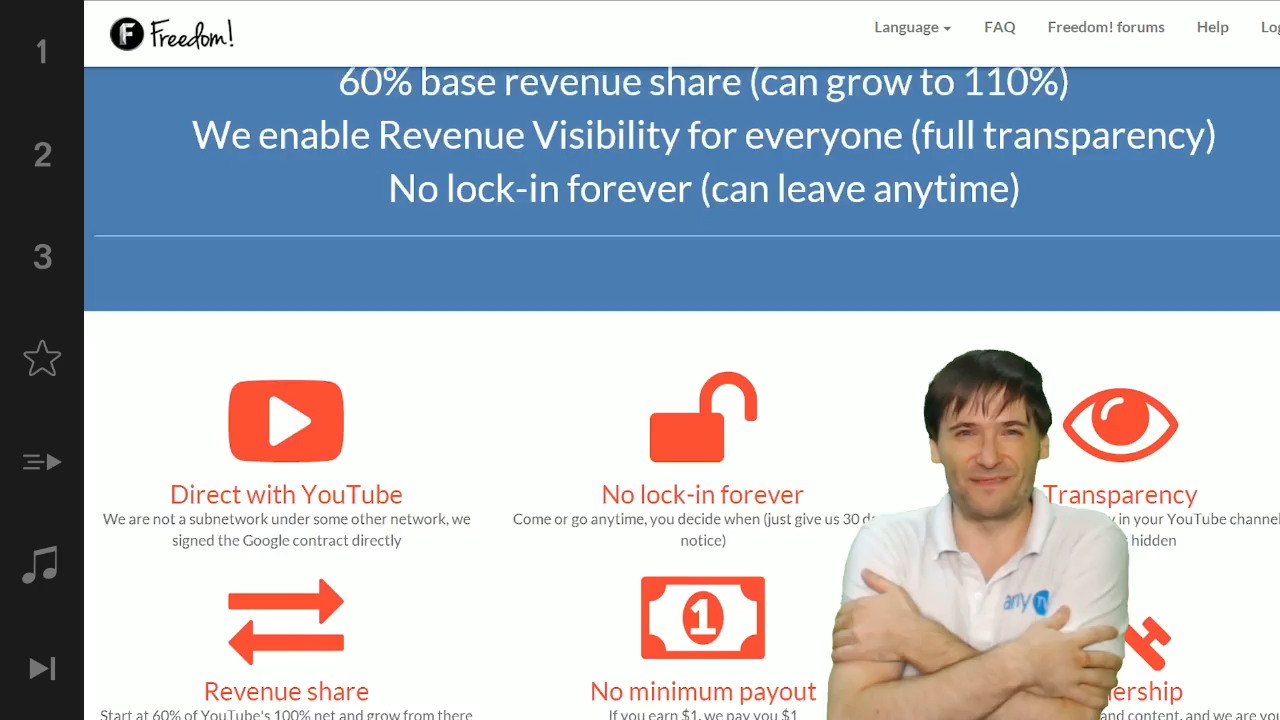 1
2
3
Freedom!
Language
FAQ
Freedom! forums
Help
60% base revenue share (can grow to 110%)
We enable Revenue Visibility for everyone (full transparency)
No lock-in forever (can leave anytime)
Direct with YouTube
We are not a subnetwork under some other network, we
signed the Google contract directly
No lock-in forever
Come or go anytime, you decide when (just give us 30
notice)
Transparency
in your YouTube channel
hidden
any
Revenue share
Start at 60% of YouTube's 100% net and grow from there
1
No minimum payout
If you earn $1, we pay you $1
and content, and we are